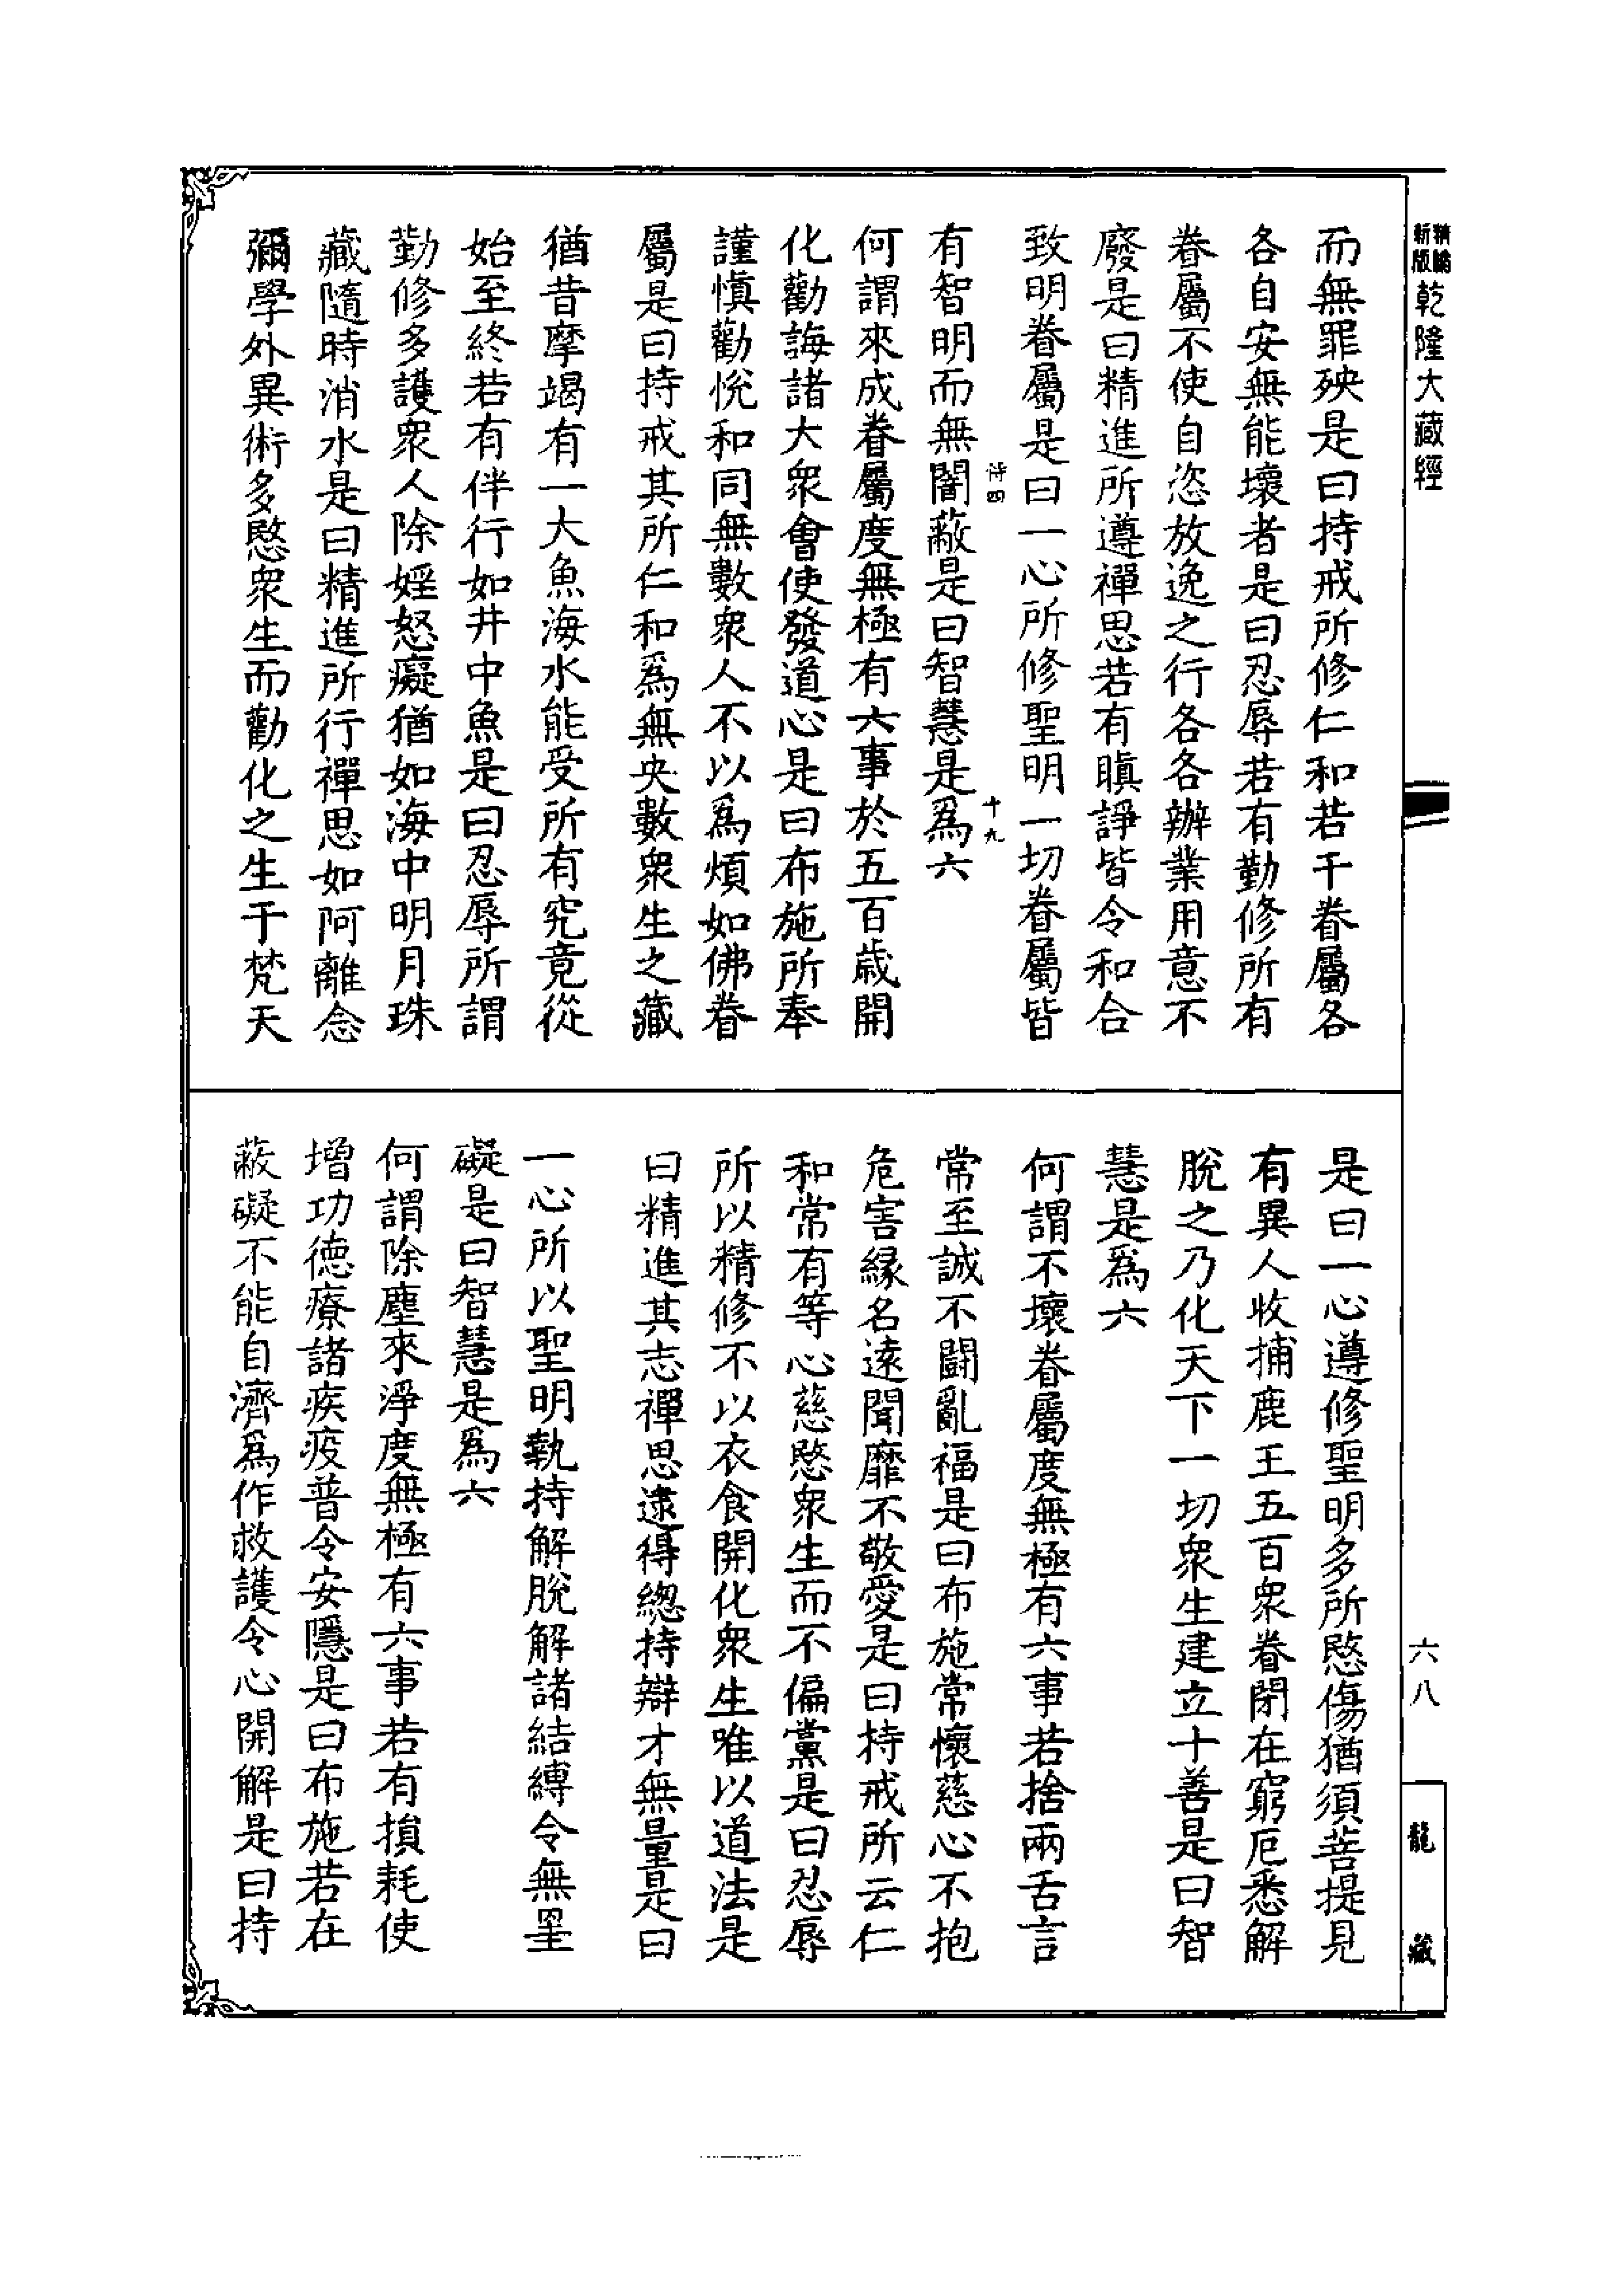 精編
新版
乾隆大藏經
而無罪殃是曰持戒所修仁和若干眷屬各
各自安無能壞者是曰忍辱若有勤修所有
眷屬不使自恣放逸之行各各辦業用意不
廢是曰精進所遵禪思若有瞋諍皆令和合
致明眷屬是曰一心所修聖明一切眷屬皆
十九
有智明而無闇蔽是曰智慧是爲六
何謂來成眷屬度無極有六事於五百歲開
化勸誨諸大衆會使發道心是曰布施所奉
謹慎勸悅和同無數衆人不以爲煩如佛眷
屬是曰持戒其所仁和爲無央數衆生之藏
猶昔摩竭有一大魚海水能受所有究竟從
始至終若有伴行如井中魚是曰忍辱所謂
勤修多護衆人除婬怒癡猶如海中明月珠
藏隨時消水是曰精進所行禪思如阿離念
彌學外異術多愍衆生而勸化之生于梵天
是曰一心遵修聖明多所愍傷猶須菩提見
有異人收捕鹿王五百衆眷閉在窮厄悉解
脫之乃化天下一切衆生建立十善是曰智
慧是爲六
何謂不壞眷屬度無極有六事若捨兩舌言
常至誠不鬬亂福是曰布施常懷慈心不抱
危害緣名遠聞靡不敬愛是曰持戒所云仁
和常有等心慈愍衆生而不偏黨是曰忍辱
所以精修不以衣食開化衆生唯以道法是
曰精進其志禪思逮得緫持辯才無量是曰
一心所以聖明執持解脫解諸結縛令無罣
礙是曰智慧是爲六
何謂除塵來淨度無極有六事若有損耗使
增功德療諸疾疫普令安隱是曰布施若在
蔽礙不能自濟爲作救護令心開解是曰持
六八
龍藏